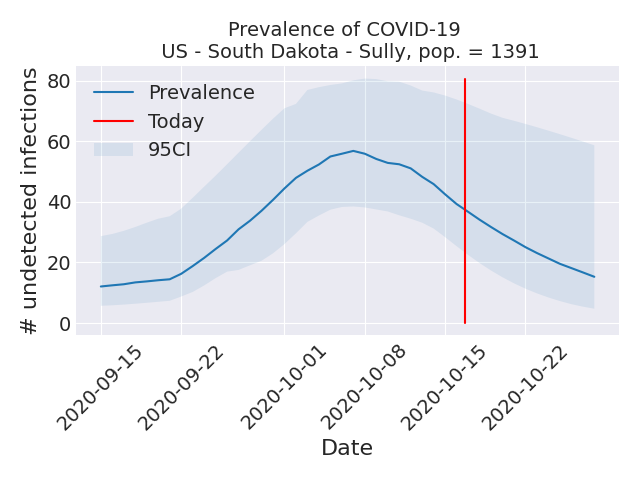 Prevalence of COVID-19
US - South Dakota - Sully, pop. = 1391
# undetected infections
80
60
40
20
0
Prevalence
Today
95CI
2020-09-15
2020-09-22
2020-10-01
2020-10-08
2020-10-15
2020-10-22
Date